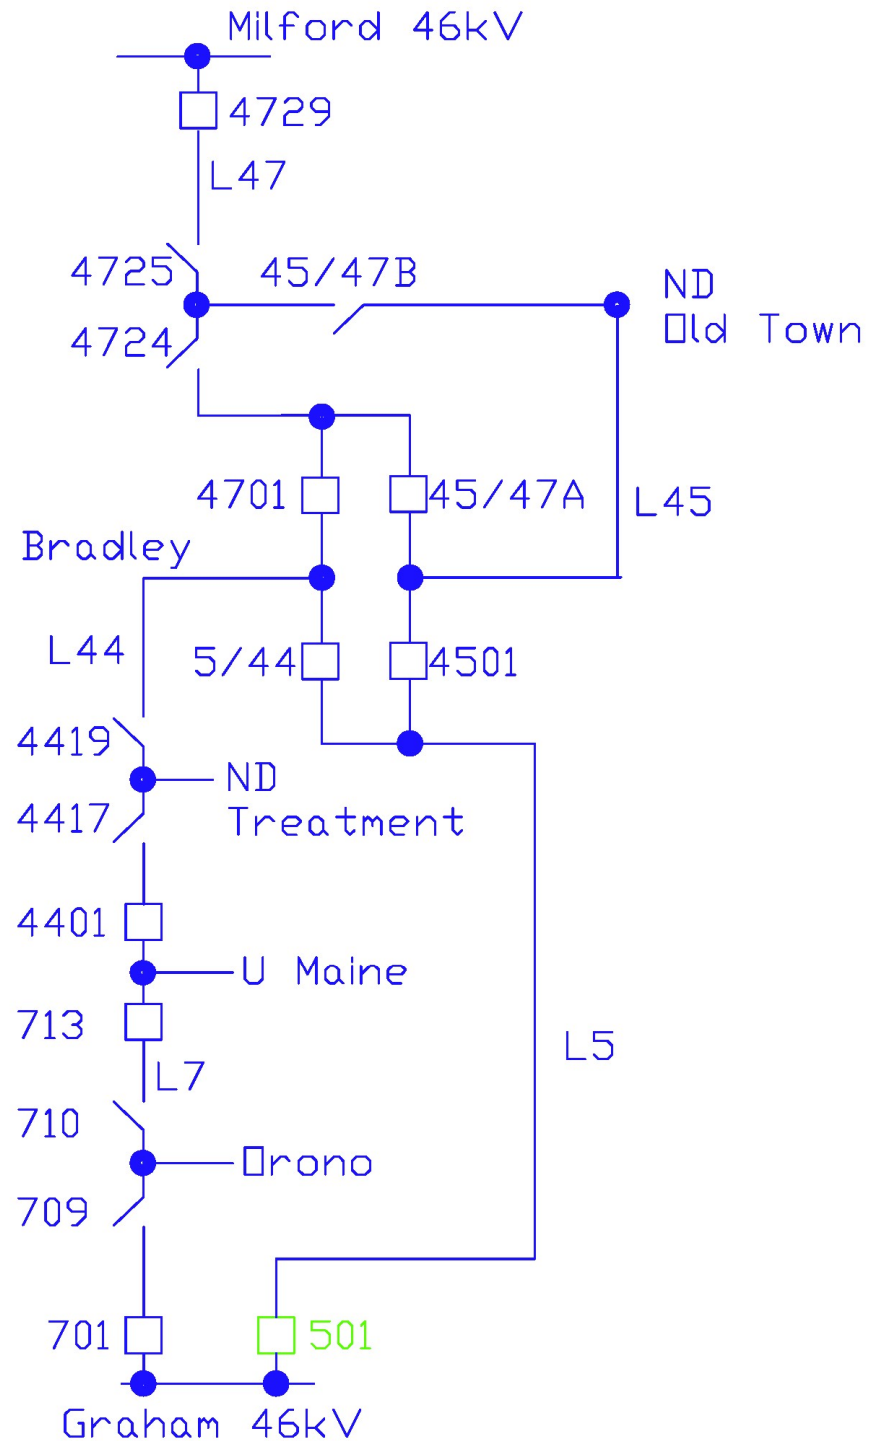 Milford 46kV
4729
L47
4725
45/47B
ND
Old Town
4724
4701
45/47A
L45
Bradley
L44
5/44
4501
4419
ND
Treatment
4417
4401
U Maine
713
L5
L7
710
Orono
709
701
501
Graham 46kV